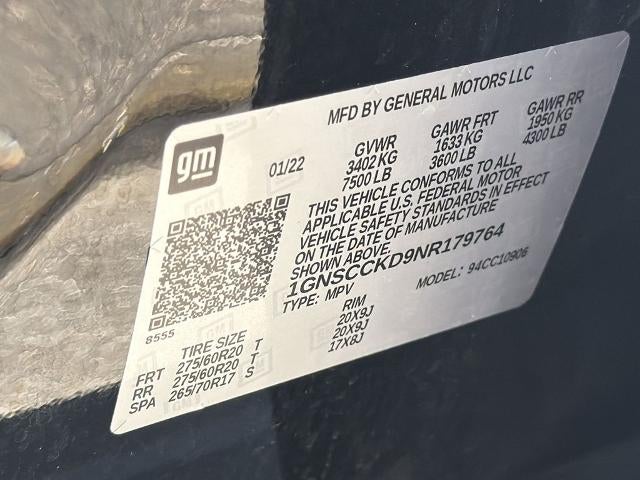 MFD BY GENERAL MOTORS LLC
gm
01/22
GVWR
3402 KG
7500 LB
GAWR FRT
1633 KG
3600 LB
GAWR RR
1950 KG
4300 LB
THIS VEHICLE CONFORMS TO ALL
APPLICABLE U.S. FEDERAL MOTOR
VEHICLE SAFETY STANDARDS IN EFFECT
ON THE DATE OF MANUFACTURE
SHOWN ABOVE.
1GNSCCKD9NR179764
TYPE: MPV
MODEL: 94CC10906
8555
TIRE SIZE RIM
FRT 275/60R20 T 20X9J
RR 275/60R20 T 20X9J
SPA 265/70R17 S 17X8J